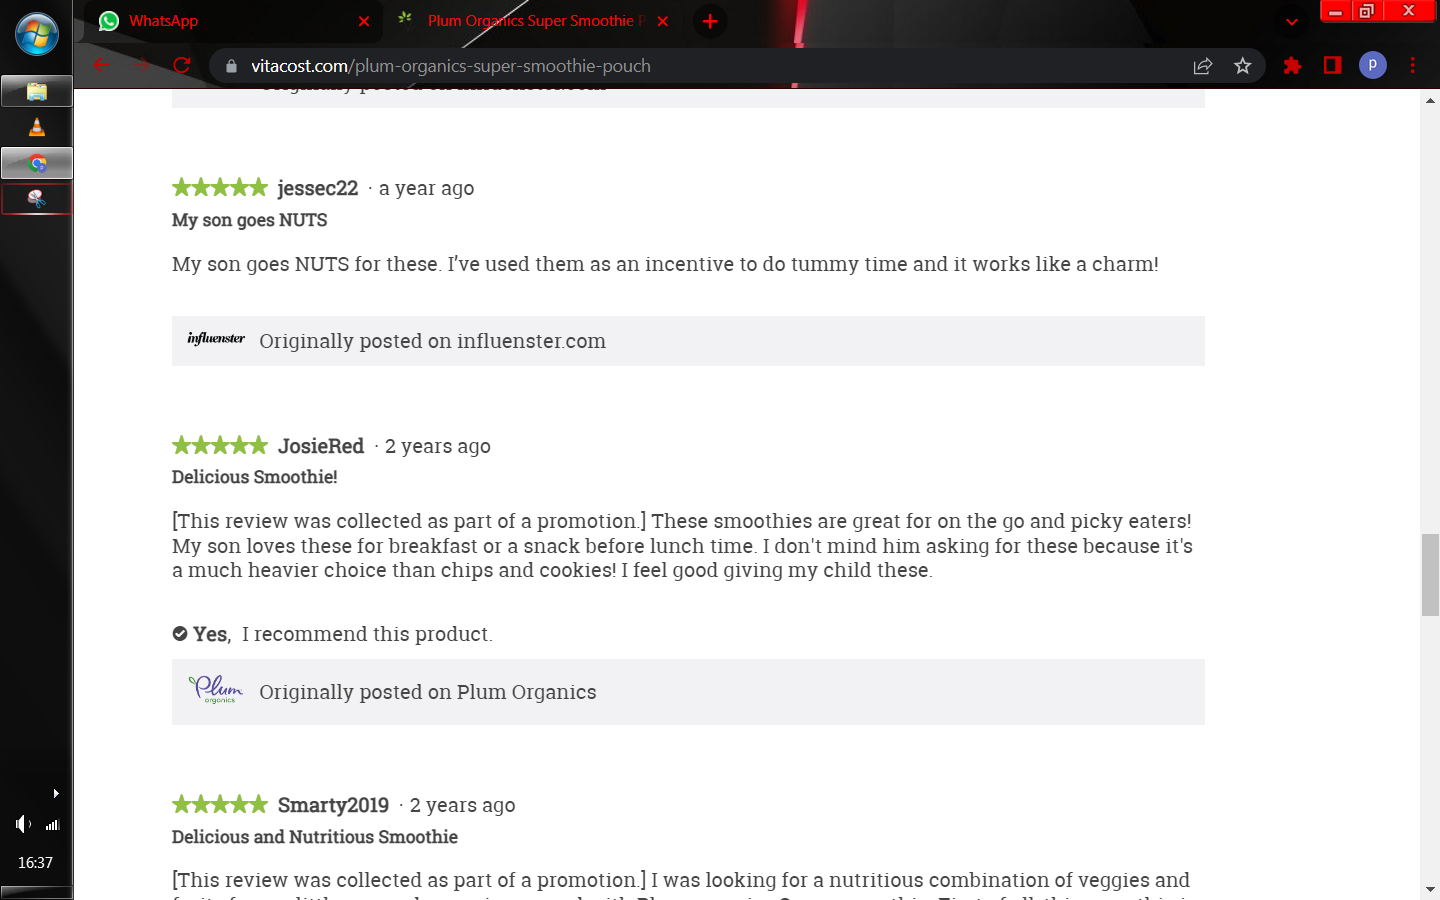 WhatsApp
Plum Organics Super Smoothie P
vitacost.com/plum-organics-super-smoothie-pouch
p
Originally posted on influenster.com
jessec22 · a year ago
My son goes NUTS
My son goes NUTS for these. I’ve used them as an incentive to do tummy time and it works like a charm!
influenster Originally posted on influenster.com
JosieRed · 2 years ago
Delicious Smoothie!
[This review was collected as part of a promotion.] These smoothies are great for on the go and picky eaters!
My son loves these for breakfast or a snack before lunch time. I don't mind him asking for these because it's
a much heavier choice than chips and cookies! I feel good giving my child these.
Yes, I recommend this product.
Plum organics Originally posted on Plum Organics
Smarty2019 · 2 years ago
Delicious and Nutritious Smoothie
[This review was collected as part of a promotion.] I was looking for a nutritious combination of veggies and
16:37